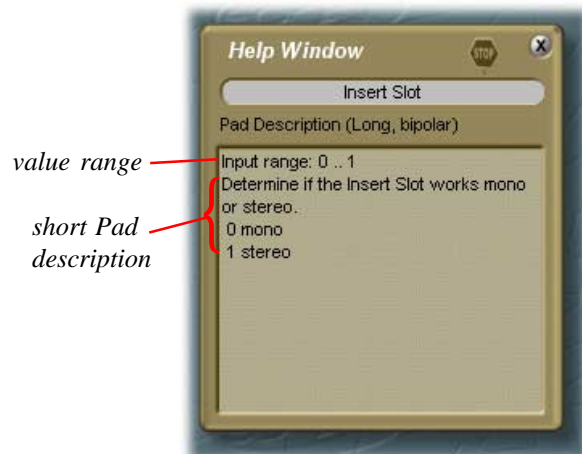 Help Window
STOP
X
Insert Slot
Pad Description (Long, bipolar)
value range
Input range: 0 .. 1
Determine if the Insert Slot works mono
or stereo.
0 mono
1 stereo
short Pad
description